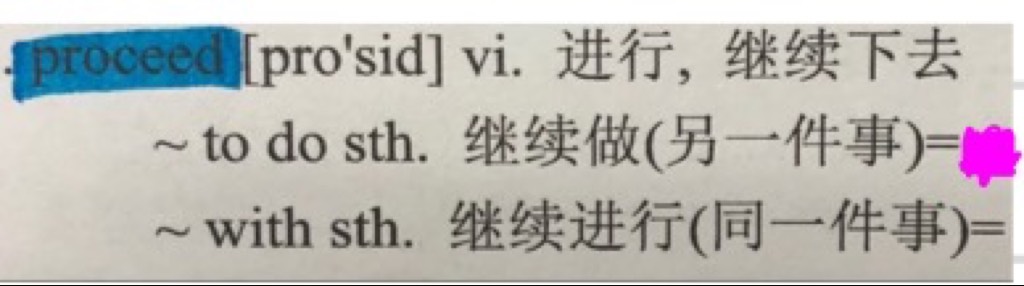 . proceed [pro'sid] vi. 进行, 继续下去
~ to do sth. 继续做(另一件事)=
~ with sth. 继续进行(同一件事)=